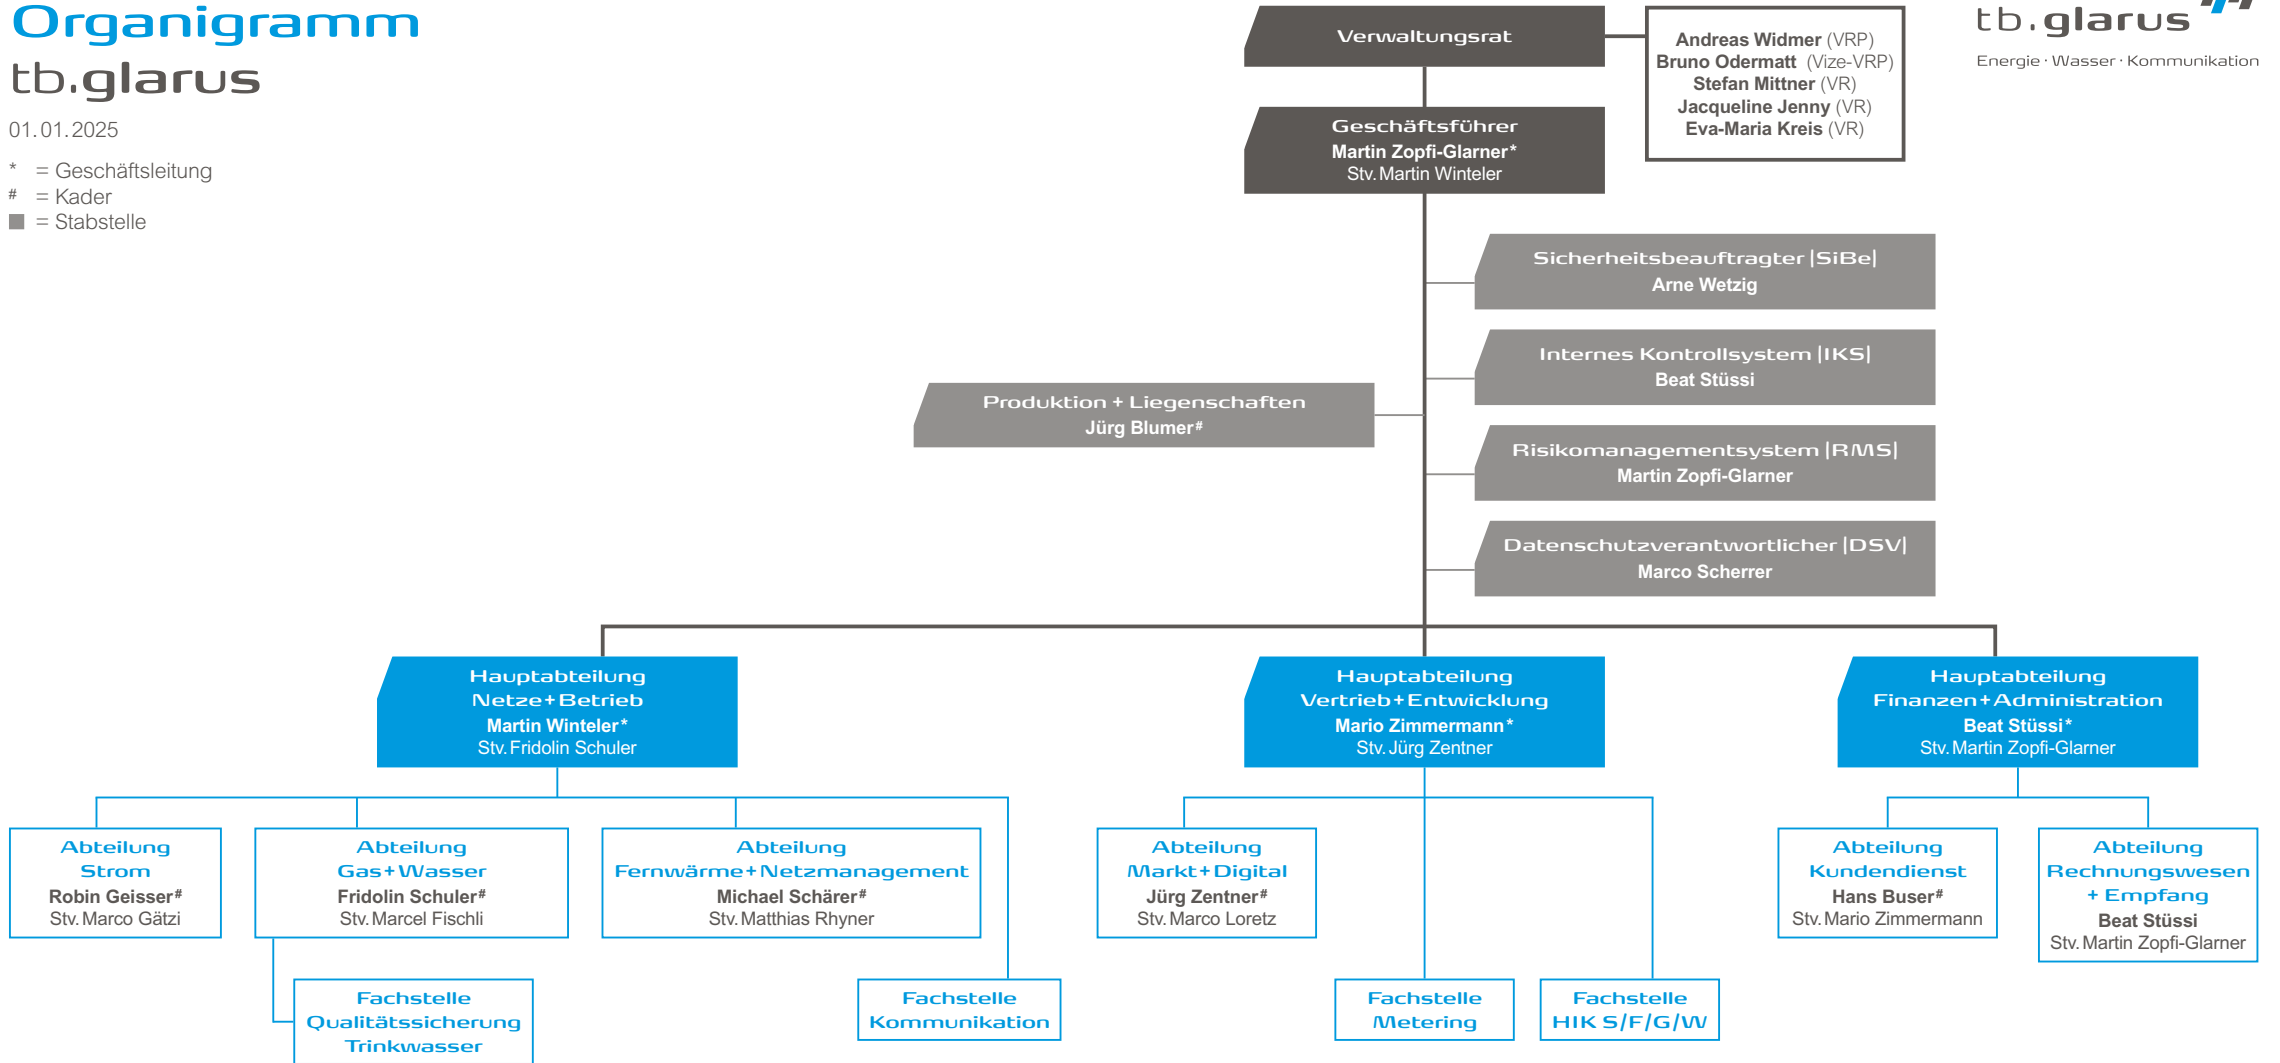 Organigramm
tb.glarus
01.01.2025
* = Geschäftsleitung
# = Kader
= Stabstelle
tb.glarus
Energie · Wasser · Kommunikation
Verwaltungsrat
Andreas Widmer (VRP)
Bruno Odermatt (Vize-VRP)
Stefan Mittner (VR)
Jacqueline Jenny (VR)
Eva-Maria Kreis (VR)
Geschäftsführer
Martin Zopfi-Glarner*
Stv. Martin Winteler
Sicherheitsbeauftragter |SiBe|
Arne Wetzig
Internes Kontrollsystem |IKS|
Beat Stüssi
Produktion + Liegenschaften
Jürg Blumer#
Risikomanagementsystem |RMS|
Martin Zopfi-Glarner
Datenschutzverantwortlicher |DSV|
Marco Scherrer
Hauptabteilung
Netze+Betrieb
Martin Winteler*
Stv. Fridolin Schuler
Hauptabteilung
Vertrieb+Entwicklung
Mario Zimmermann*
Stv. Jürg Zentner
Hauptabteilung
Finanzen+Administration
Beat Stüssi*
Stv. Martin Zopfi-Glarner
Abteilung
Strom
Robin Geisser#
Stv. Marco Gätzi
Abteilung
Gas+Wasser
Fridolin Schuler#
Stv. Marcel Fischli
Abteilung
Fernwärme+Netzmanagement
Michael Schärer#
Stv. Matthias Rhyner
Abteilung
Markt+Digital
Jürg Zentner#
Stv. Marco Loretz
Abteilung
Kundendienst
Hans Buser#
Stv. Mario Zimmermann
Abteilung
Rechnungswesen
+ Empfang
Beat Stüssi
Stv. Martin Zopfi-Glarner
Fachstelle
Qualitätssicherung
Trinkwasser
Fachstelle
Kommunikation
Fachstelle
Metering
Fachstelle
HIK S/F/G/W